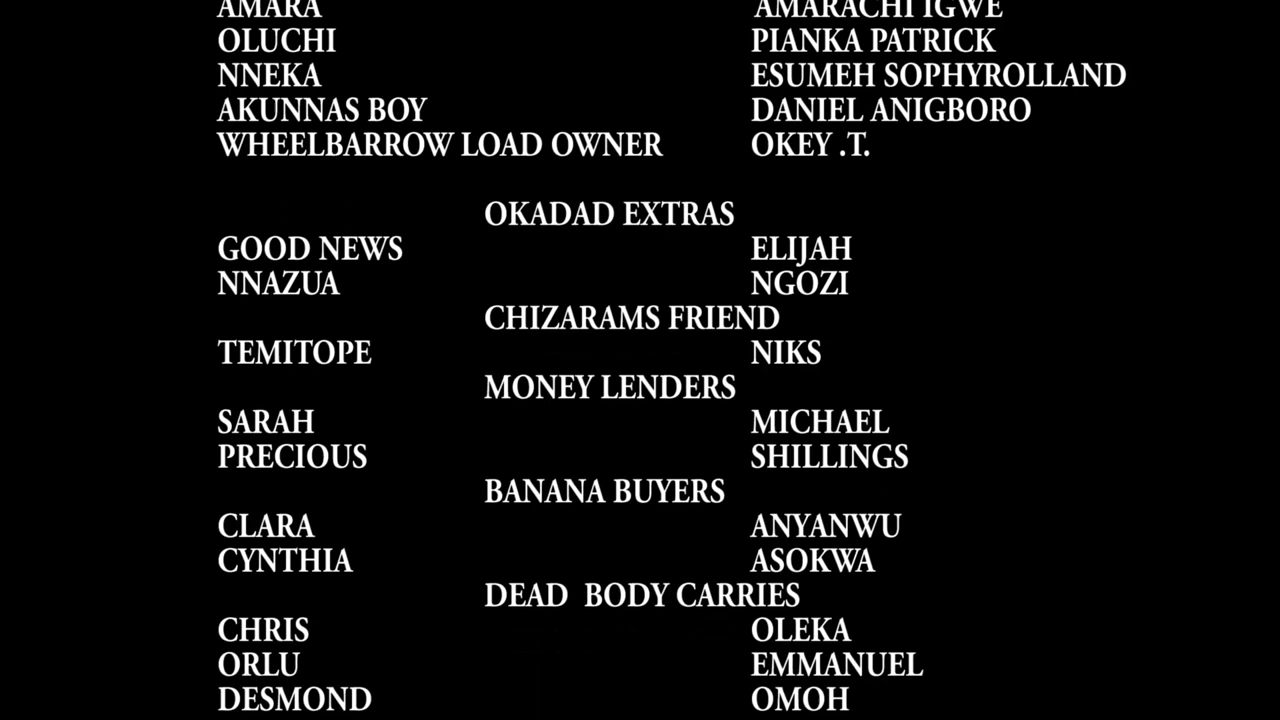 AMARA AMARACHI IGWE
OLUCHI PIANKA PATRICK
NNEKA ESUMEH SOPHYROLLAND
AKUNNAS BOY DANIEL ANIGBORO
WHEELBARROW LOAD OWNER OKEY .T.
OKADAD EXTRAS
GOOD NEWS ELIJAH
NNAZUA NGOZI
CHIZARAMS FRIEND
TEMITOPE NIKS
MONEY LENDERS
SARAH MICHAEL
PRECIOUS SHILLINGS
BANANA BUYERS
CLARA ANYANWU
CYNTHIA ASOKWA
DEAD  BODY CARRIES
CHRIS OLEKA
ORLU EMMANUEL
DESMOND OMOH